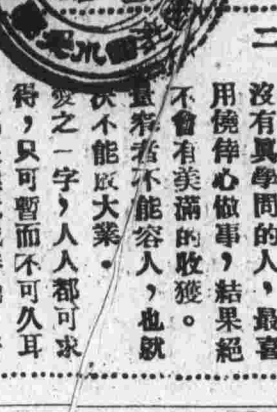 二
沒有真學問的人，最喜
用僥倖心做事，結果絕
不會有美滿的收獲。
量窄者不能容人，也就
決不能成大業。
愛之一字，人人都可求
得，只可暫而不可久耳